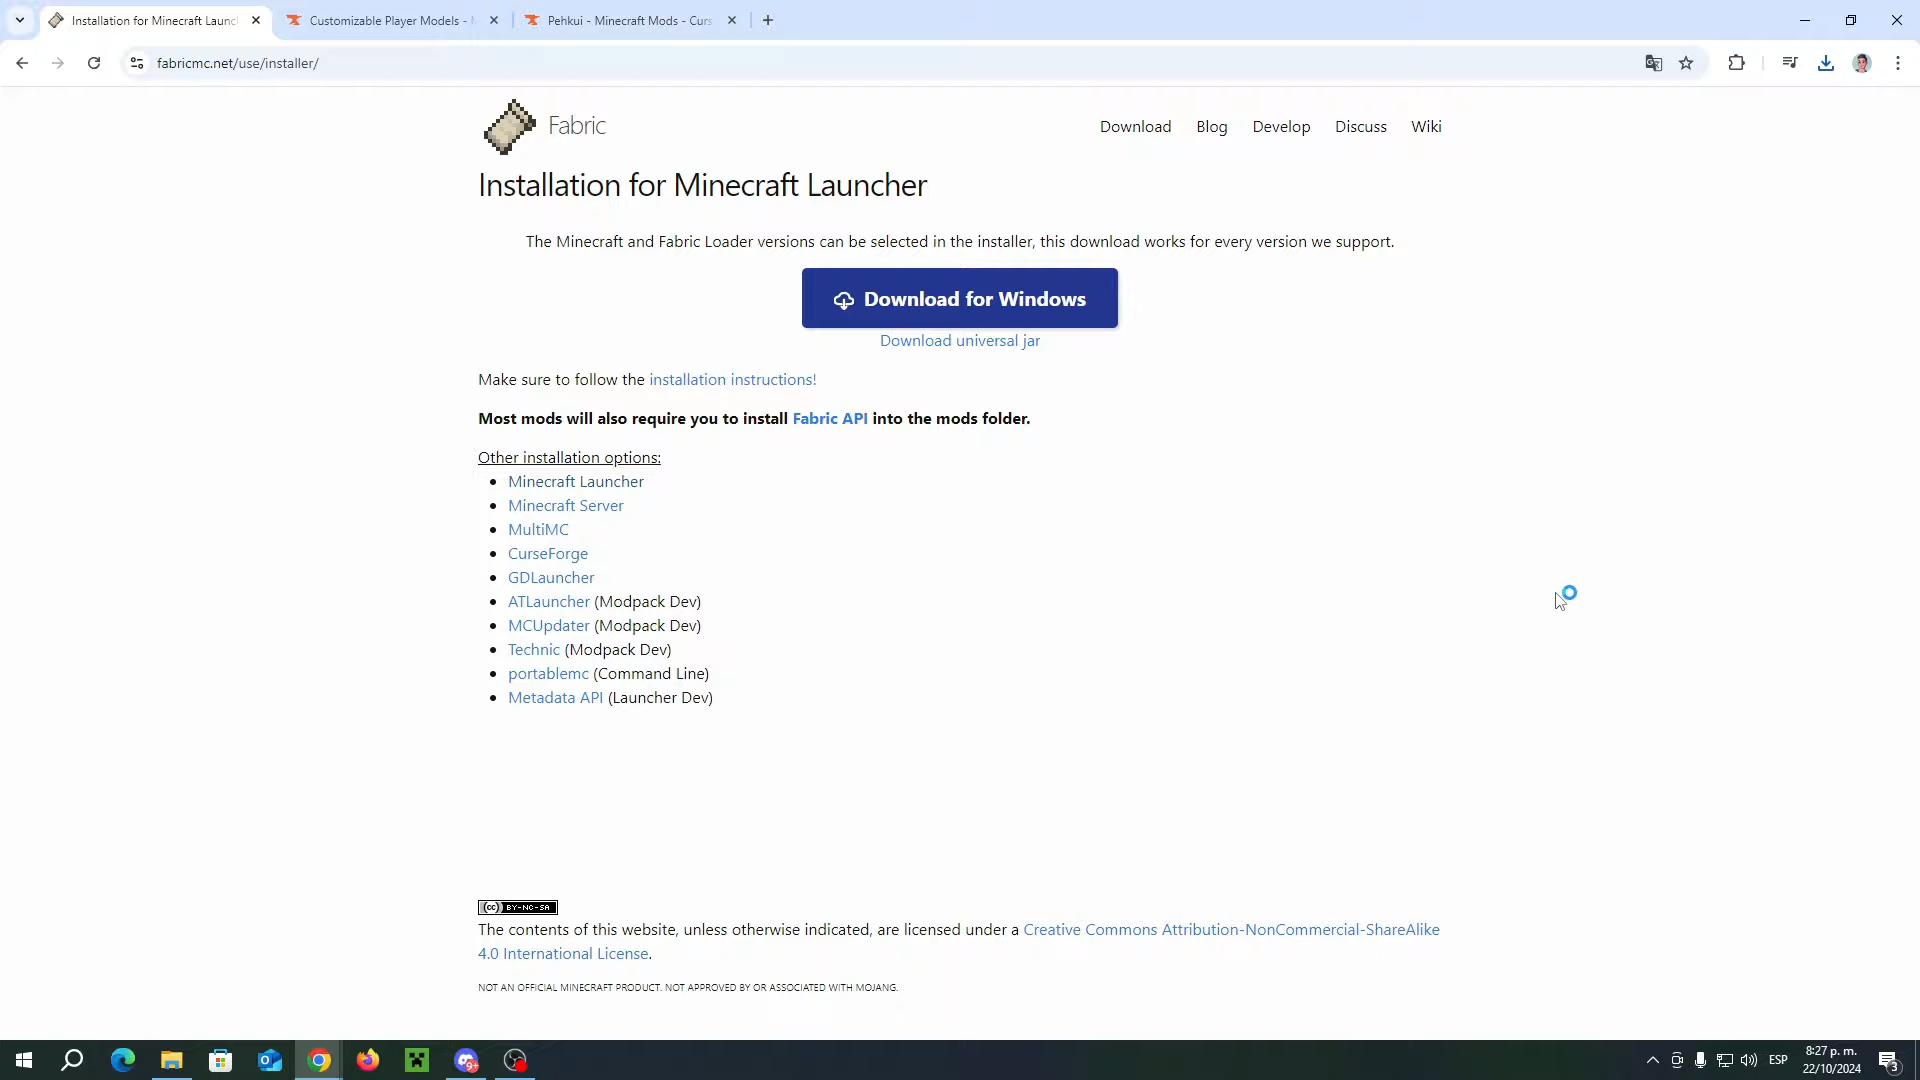 Installation for Minecraft Launc
Customizable Player Models -
Pehkui - Minecraft Mods - Curs
fabricmc.net/use/installer/
Fabric
Download Blog Develop Discuss Wiki
Installation for Minecraft Launcher
The Minecraft and Fabric Loader versions can be selected in the installer, this download works for every version we support.
Download for Windows
Download universal jar
Make sure to follow the installation instructions!
Most mods will also require you to install Fabric API into the mods folder.
Other installation options:
Minecraft Launcher
Minecraft Server
MultiMC
CurseForge
GDLauncher
ATLauncher (Modpack Dev)
MCUpdater (Modpack Dev)
Technic (Modpack Dev)
portablemc (Command Line)
Metadata API (Launcher Dev)
(cc) BY-NC-SA
The contents of this website, unless otherwise indicated, are licensed under a Creative Commons Attribution-NonCommercial-ShareAlike
4.0 International License.
NOT AN OFFICIAL MINECRAFT PRODUCT. NOT APPROVED BY OR ASSOCIATED WITH MOJANG.
9+
ESP
8:27 p. m.
22/10/2024
3